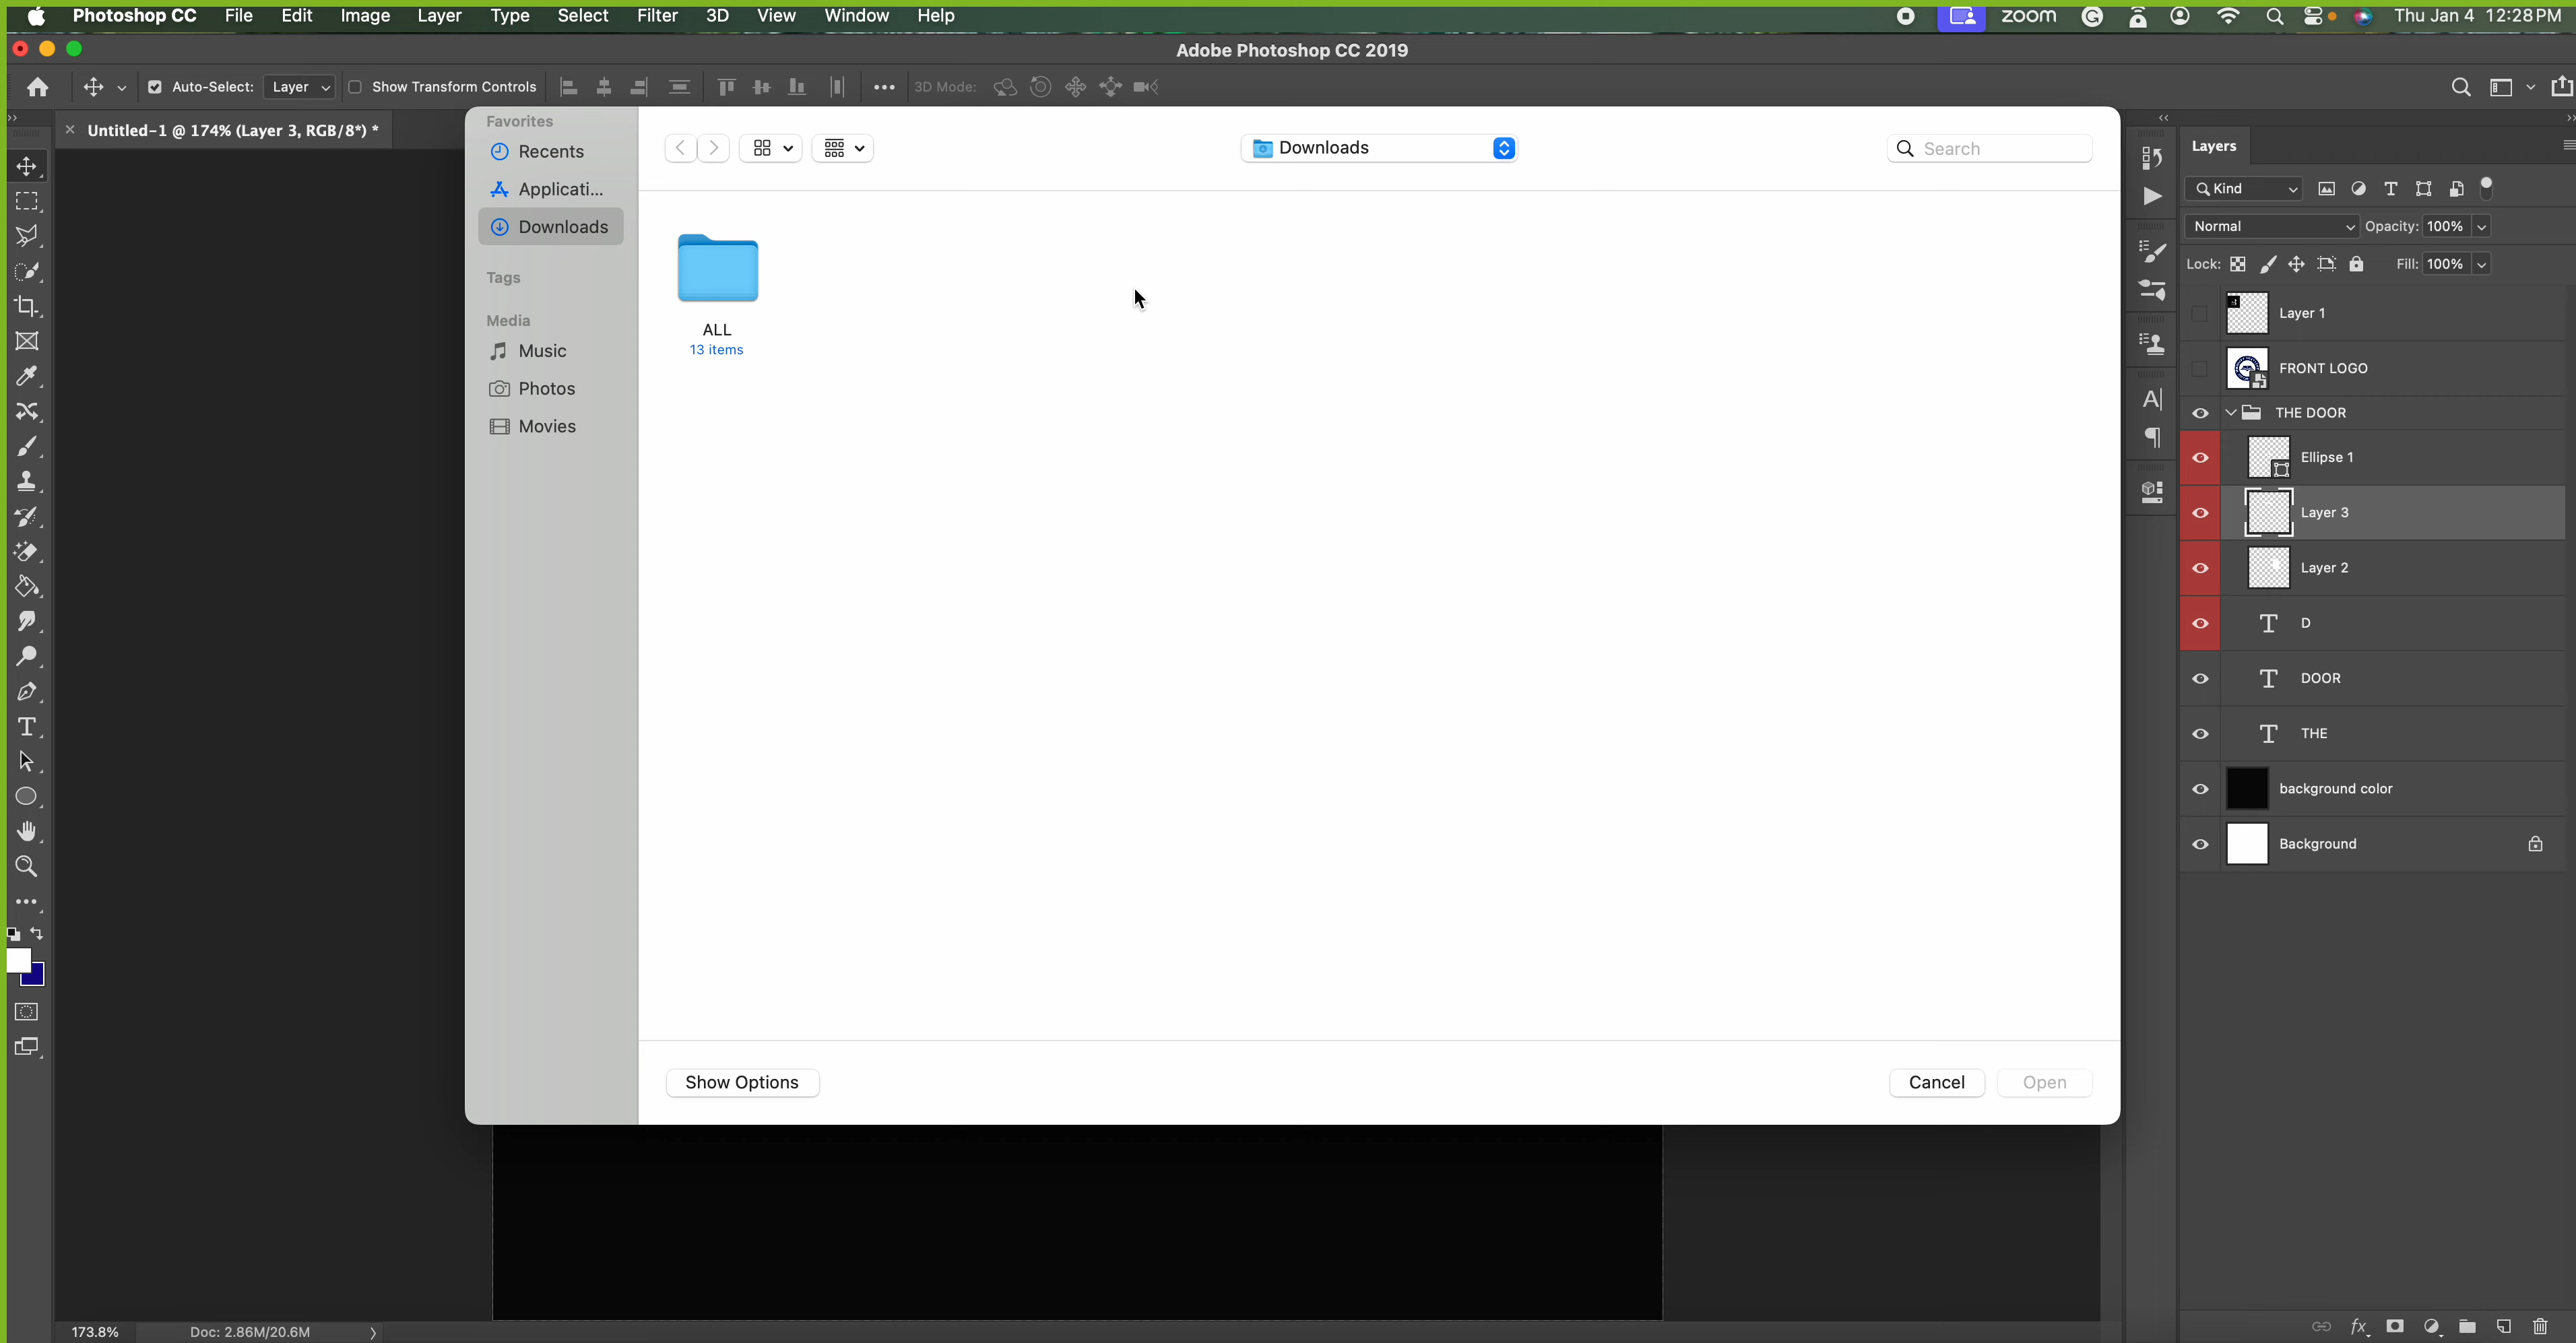 Photoshop CC File Edit Image Layer Type Select Filter 3D View Window Help zoom Thu Jan 4 12:28 PM
Adobe Photoshop CC 2019
Auto-Select: Layer Show Transform Controls 3D Mode:
Untitled-1 @ 174% (Layer 3, RGB/8*) *
Favorites
Recents
Applicati...
Downloads
Tags
Media
Music
Photos
Movies
Downloads
Search
ALL
13 items
Show Options
Cancel
Open
Layers
Kind
Normal Opacity: 100%
Lock: Fill: 100%
Layer 1
FRONT LOGO
THE DOOR
Ellipse 1
Layer 3
Layer 2
D
DOOR
THE
background color
Background
173.8% Doc: 2.86M/20.6M